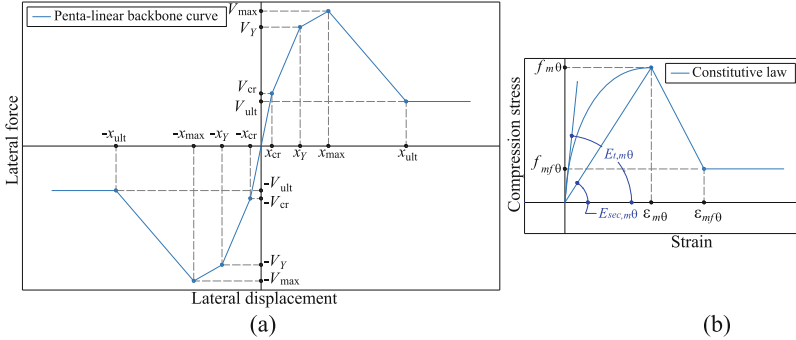 Penta-linear backbone curve
Lateral force
V_max
V_Y
V_cr
V_ult
-x_ult
-x_max
-x_Y
-x_cr
x_cr
x_Y
x_max
x_ult
-V_ult
-V_cr
-V_Y
-V_max
Lateral displacement
(a)
Constitutive law
Compression stress
f_mθ
f_mfθ
E_t,mθ
E_sec,mθ
ε_mθ
ε_mfθ
Strain
(b)